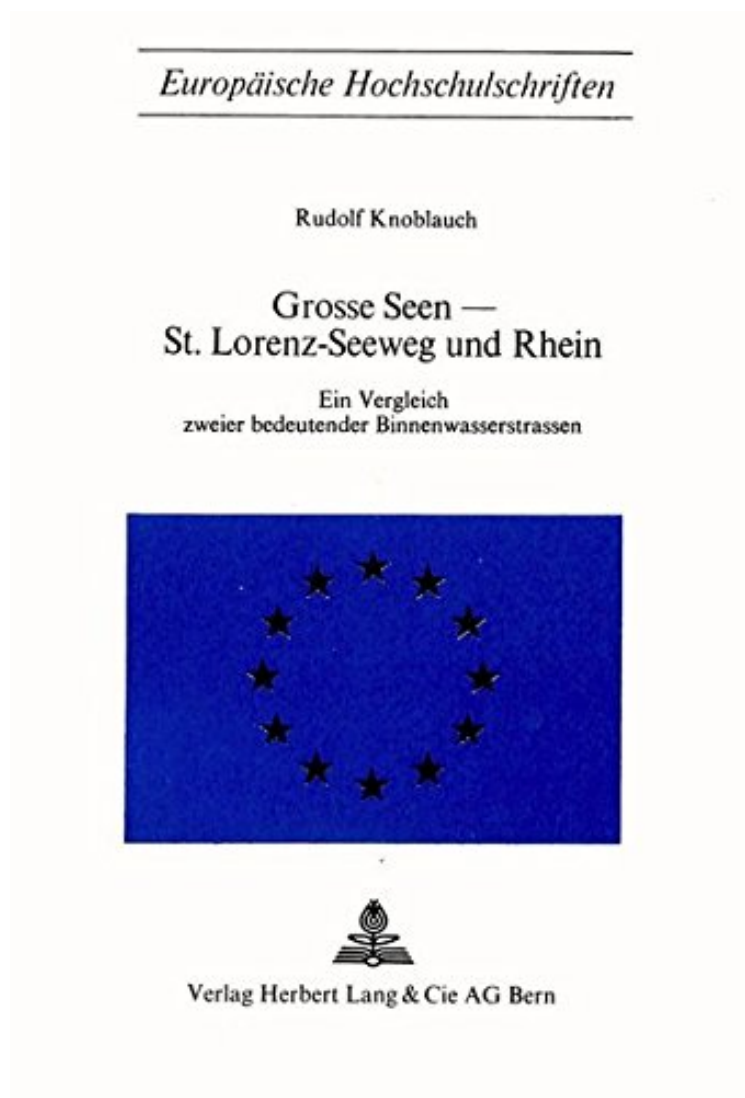 Europäische Hochschulschriften
Rudolf Knoblauch
Grosse Seen —
St. Lorenz-Seeweg und Rhein
Ein Vergleich
zweier bedeutender Binnenwasserstrassen
Verlag Herbert Lang & Cie AG Bern